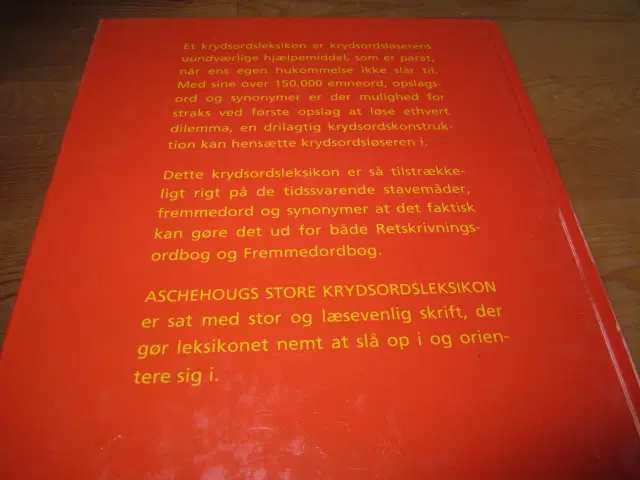 Et krydsordsleksikon er krydsordsløserens
uundværlige hjælpemiddel, som er parat,
når ens egen hukommelse ikke slår til.
Med sine over 150.000 emneord, opslags-
ord og synonymer er der mulighed for
straks ved første opslag at løse ethvert
dilemma, en drilagtig krydsordskonstruk-
tion kan hensætte krydsordsløseren i.
Dette krydsordsleksikon er så tilstrække-
ligt rigt på de tidssvarende stavemåder,
fremmedord og synonymer at det faktisk
kan gøre det ud for både Retskrivnings-
ordbog og Fremmedordbog.
ASCHEHOUGS STORE KRYDSORDSLEKSIKON
er sat med stor og læsevenlig skrift, der
gør leksikonet nemt at slå op i og orien-
tere sig i.